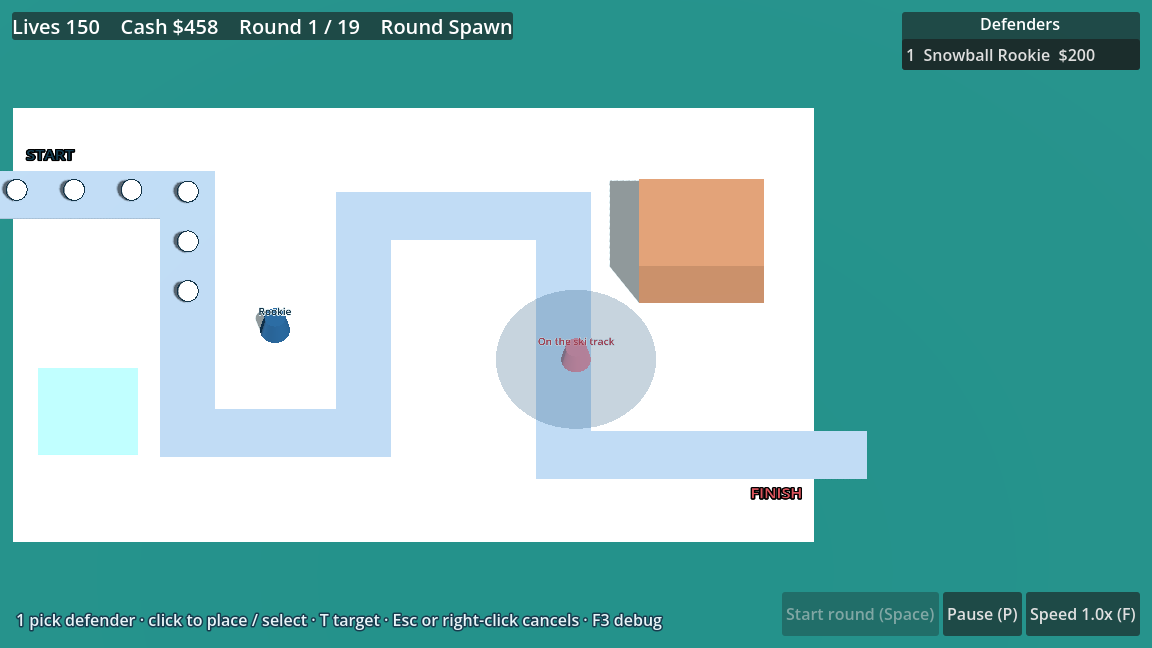 Lives 150 Cash $458 Round 1 / 19 Round Spawn
Defenders
1 Snowball Rookie $200
START
Rookie
On the ski track
FINISH
Start round (Space)
Pause (P)
Speed 1.0x (F)
1 pick defender · click to place / select · T target · Esc or right-click cancels · F3 debug